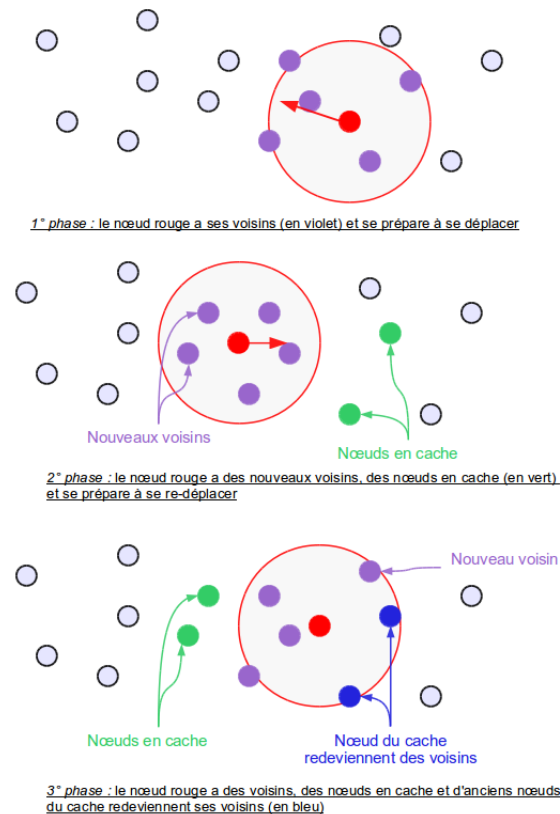 1° phase : le nœud rouge a ses voisins (en violet) et se prépare à se déplacer
Nouveaux voisins
Nœuds en cache
2° phase : le nœud rouge a des nouveaux voisins, des nœuds en cache (en vert)
et se prépare à se re-déplacer
Nouveau voisin
Nœuds en cache
Nœud du cache
redeviennent des voisins
3° phase : le nœud rouge a des voisins, des nœuds en cache et d'anciens nœuds
du cache redeviennent ses voisins (en bleu)